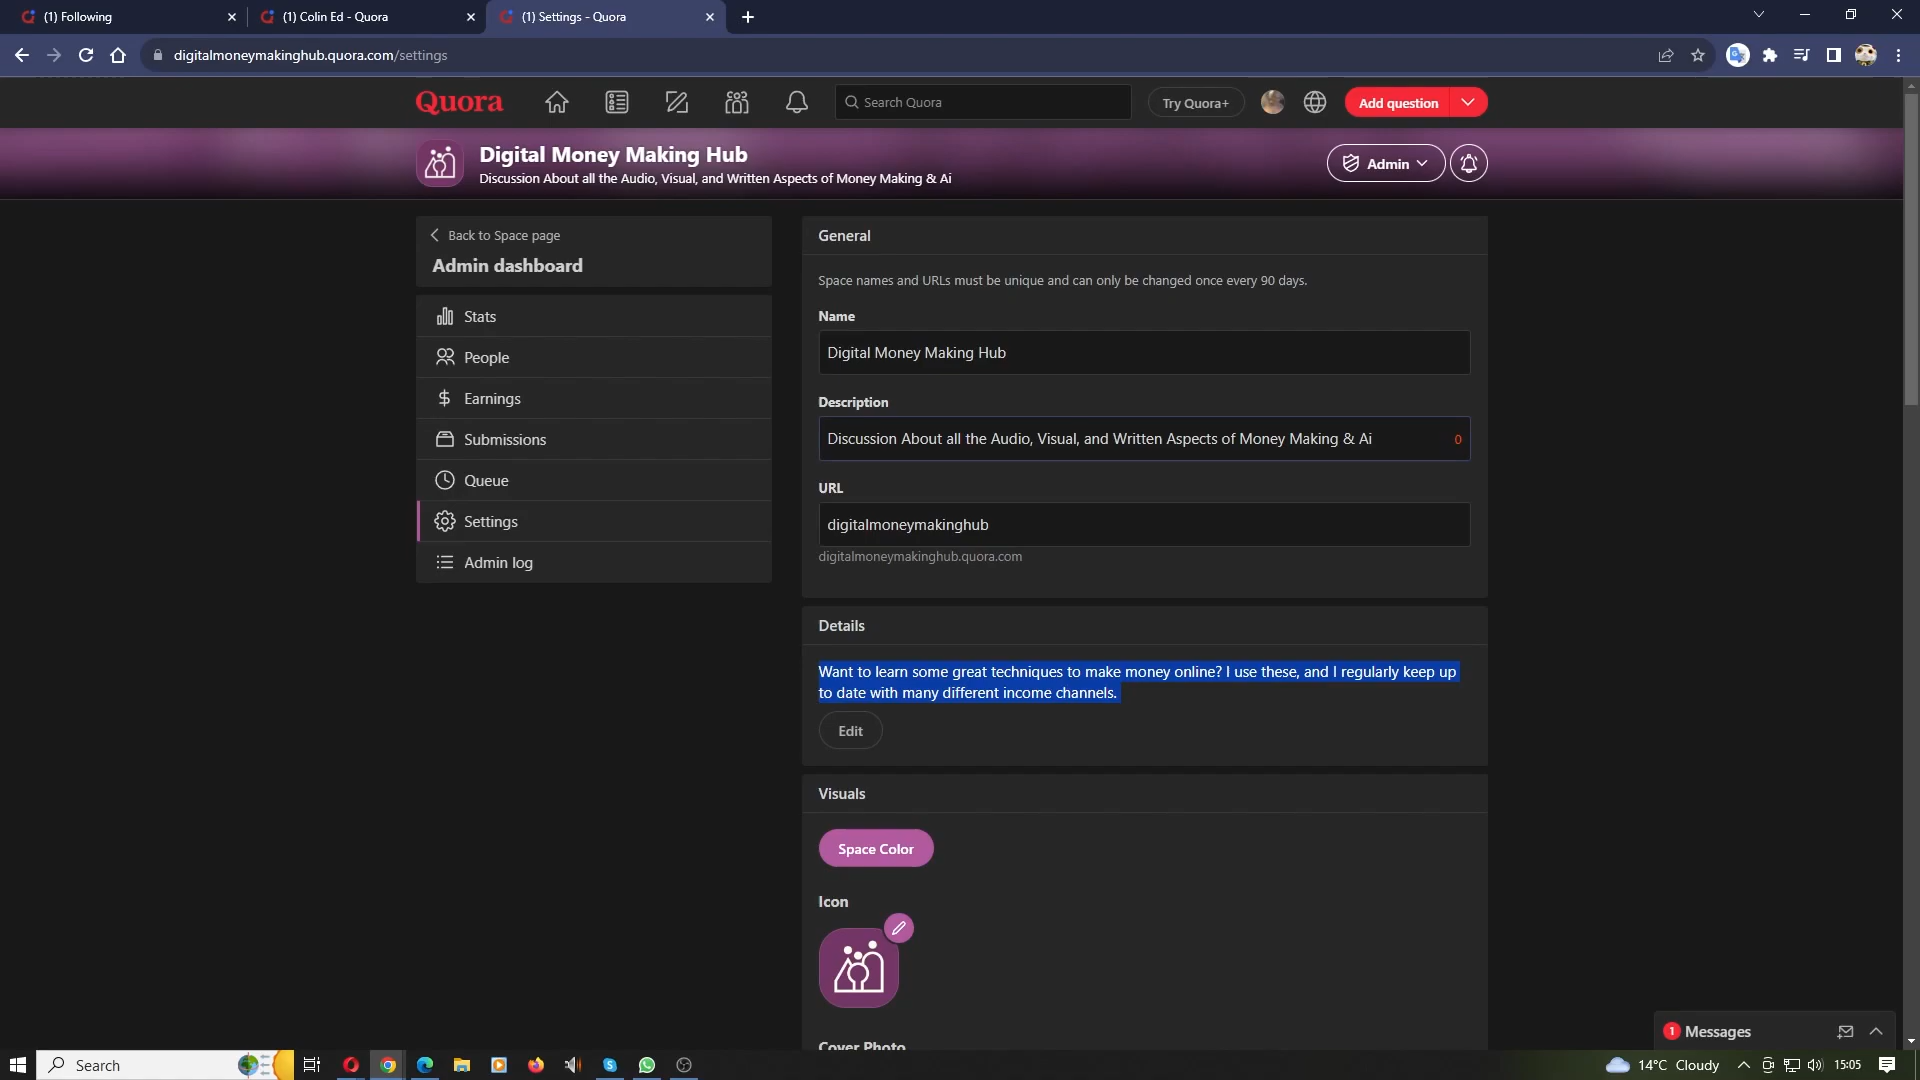 (1) Following
(1) Colin Ed - Quora
(1) Settings - Quora
digitalmoneymakinghub.quora.com/settings
Quora
Search Quora
Try Quora+
Add question
Digital Money Making Hub
Discussion About all the Audio, Visual, and Written Aspects of Money Making & Ai
Admin
Back to Space page
Admin dashboard
Stats
People
Earnings
Submissions
Queue
Settings
Admin log
General
Space names and URLs must be unique and can only be changed once every 90 days.
Name
Digital Money Making Hub
Description
Discussion About all the Audio, Visual, and Written Aspects of Money Making & Ai 0
URL
digitalmoneymakinghub
digitalmoneymakinghub.quora.com
Details
Want to learn some great techniques to make money online? I use these, and I regularly keep up
to date with many different income channels.
Edit
Visuals
Space Color
Icon
Cover Photo
1 Messages
Search
14°C Cloudy
15:05